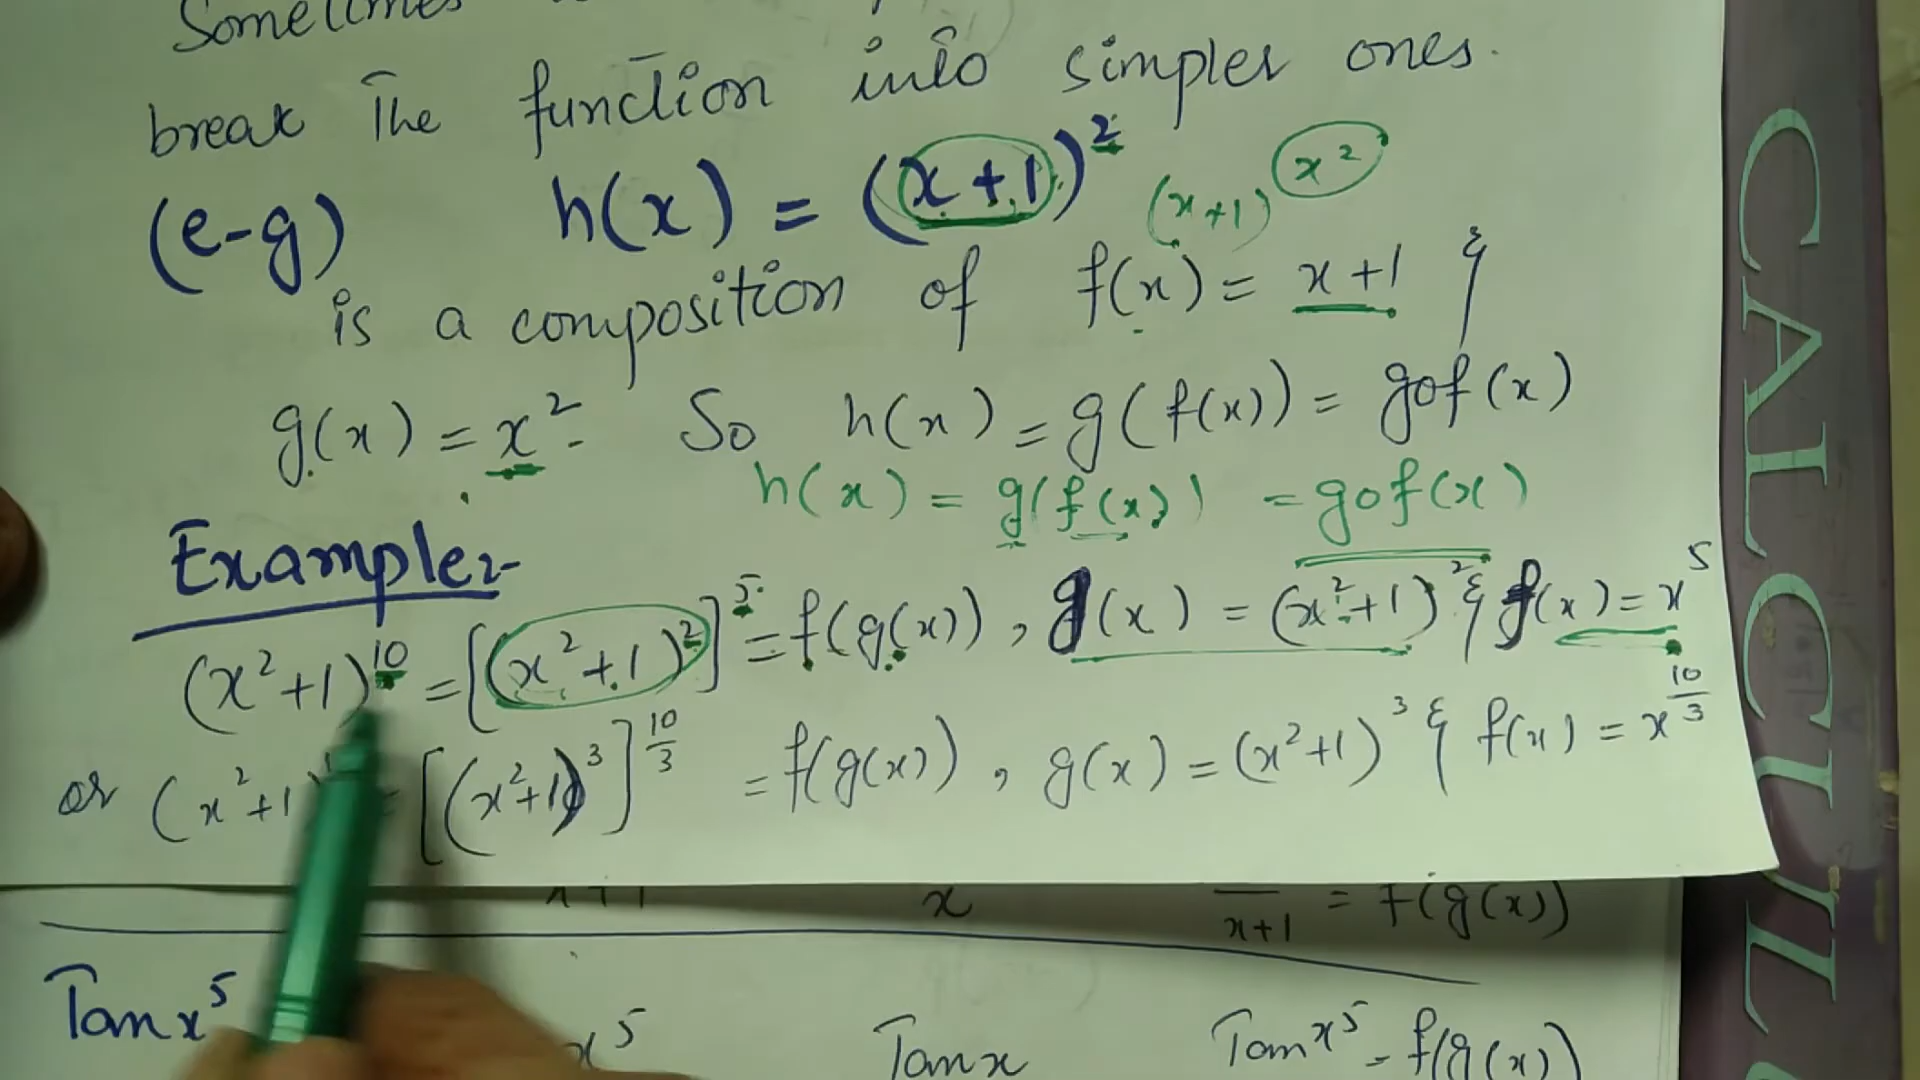 Sometimes
break The function into simpler ones.
(e-g) h(x) = (x+1)² (x+1) x²
is a composition of f(x) = x+1 &
g(x) = x² So h(x) = g(f(x)) = gof(x)
h(x) = g(f(x)) = gof(x)
Example:-
(x²+1)¹⁰ = [(x²+1)²]⁵ = f(g(x)), g(x) = (x²+1)² & f(x) = x⁵
or (x²+1) = [(x²+1)³]^(10/3) = f(g(x)), g(x) = (x²+1)³ & f(x) = x^(10/3)
x+1 x /x+1 = f(g(x))
Tan x⁵ x⁵ Tan x Tan x⁵ = f(g(x))
CALCUL